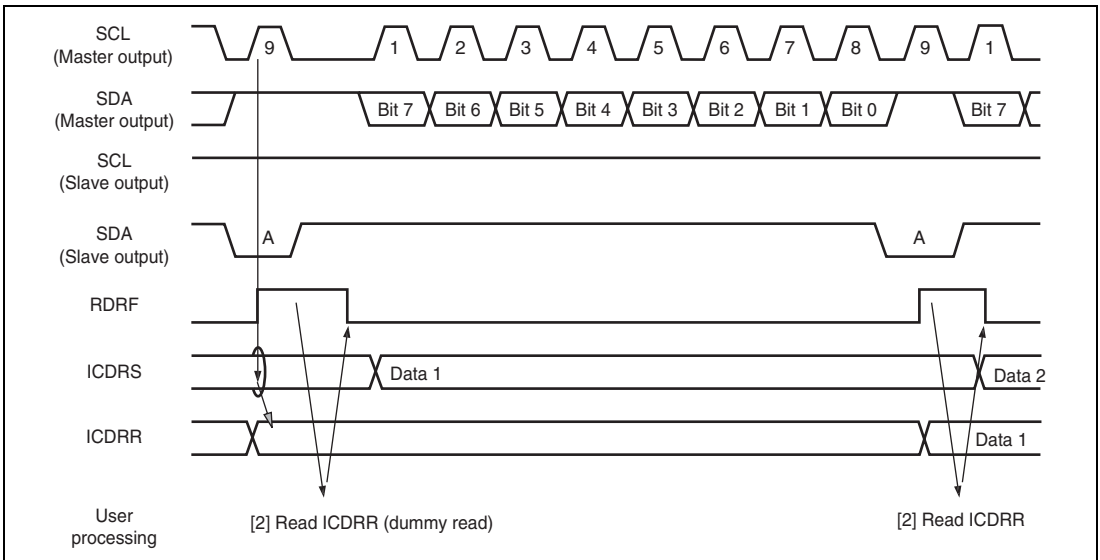 SCL
(Master output)
9 1 2 3 4 5 6 7 8 9 1
SDA
(Master output)
Bit 7 Bit 6 Bit 5 Bit 4 Bit 3 Bit 2 Bit 1 Bit 0 Bit 7
SCL
(Slave output)
SDA
(Slave output)
A A
RDRF
ICDRS
Data 1 Data 2
ICDRR
Data 1
User
processing
[2] Read ICDRR (dummy read) [2] Read ICDRR